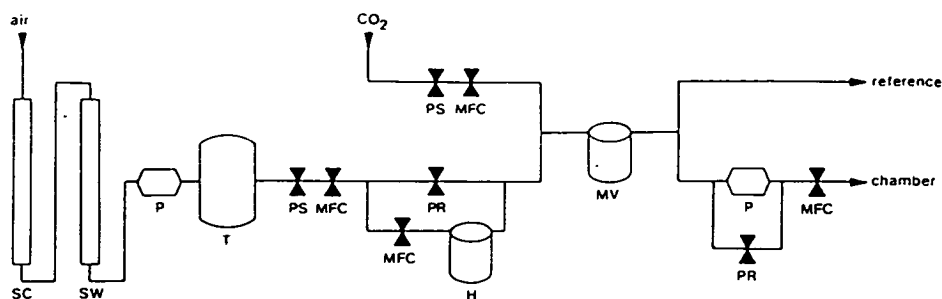 air
CO₂
reference
PS MFC
chamber
P
T
PS MFC
PR
MV
P
MFC
MFC
H
PR
SC
SW